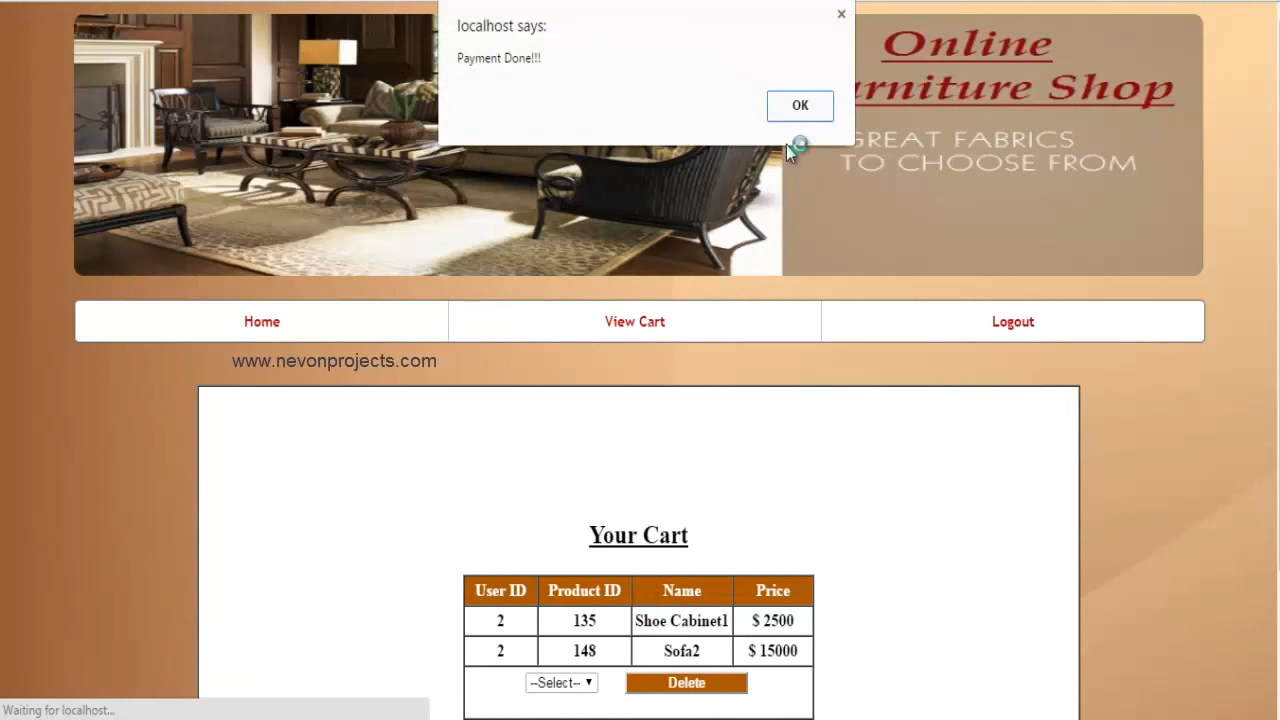 localhost says:
Payment Done!!!
OK
Online
urniture Shop
GREAT FABRICS
TO CHOOSE FROM
Home
View Cart
Logout
www.nevonprojects.com
Your Cart
User ID Product ID Name Price
2 135 Shoe Cabinet1 $ 2500
2 148 Sofa2 $ 15000
--Select-- Delete
Waiting for localhost...